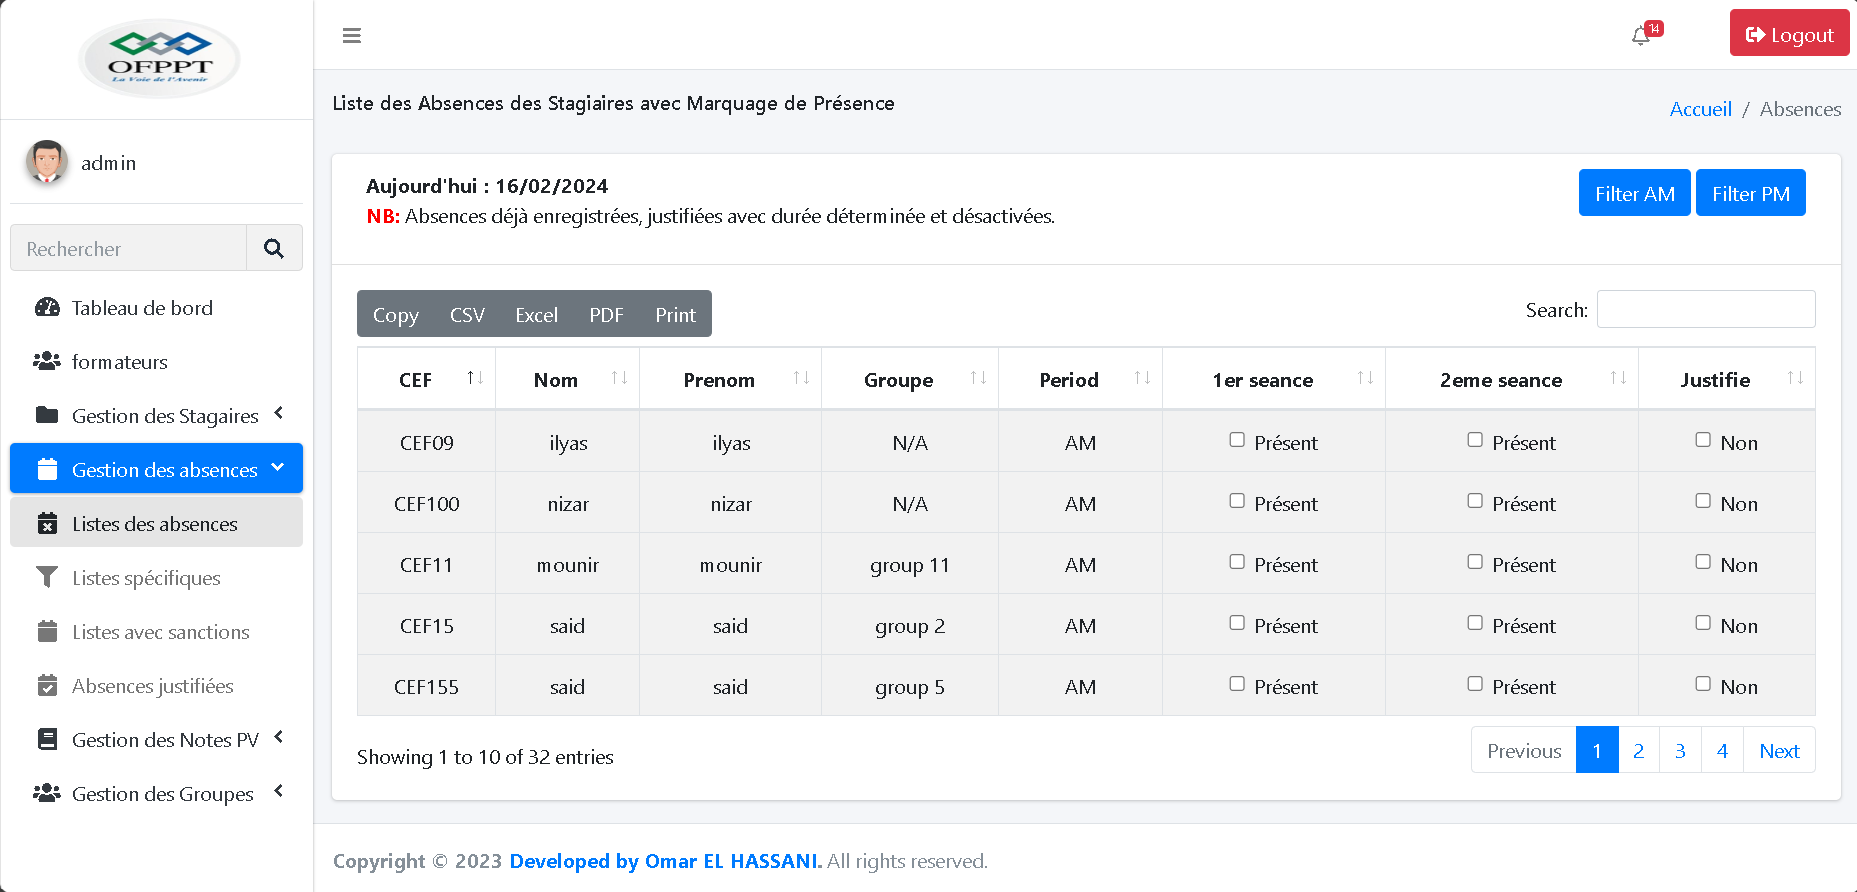 OFPPT
La Voie de l'Avenir
admin
Rechercher
Tableau de bord
formateurs
Gestion des Stagaires
Gestion des absences
Listes des absences
Listes spécifiques
Listes avec sanctions
Absences justifiées
Gestion des Notes PV
Gestion des Groupes
14
Logout
Liste des Absences des Stagiaires avec Marquage de Présence
Accueil / Absences
Aujourd'hui : 16/02/2024
NB: Absences déjà enregistrées, justifiées avec durée déterminée et désactivées.
Filter AM Filter PM
Copy CSV Excel PDF Print
Search:
CEF Nom Prenom Groupe Period 1er seance 2eme seance Justifie
CEF09 ilyas ilyas N/A AM Présent Présent Non
CEF100 nizar nizar N/A AM Présent Présent Non
CEF11 mounir mounir group 11 AM Présent Présent Non
CEF15 said said group 2 AM Présent Présent Non
CEF155 said said group 5 AM Présent Présent Non
Showing 1 to 10 of 32 entries
Previous 1 2 3 4 Next
Copyright © 2023 Developed by Omar EL HASSANI. All rights reserved.